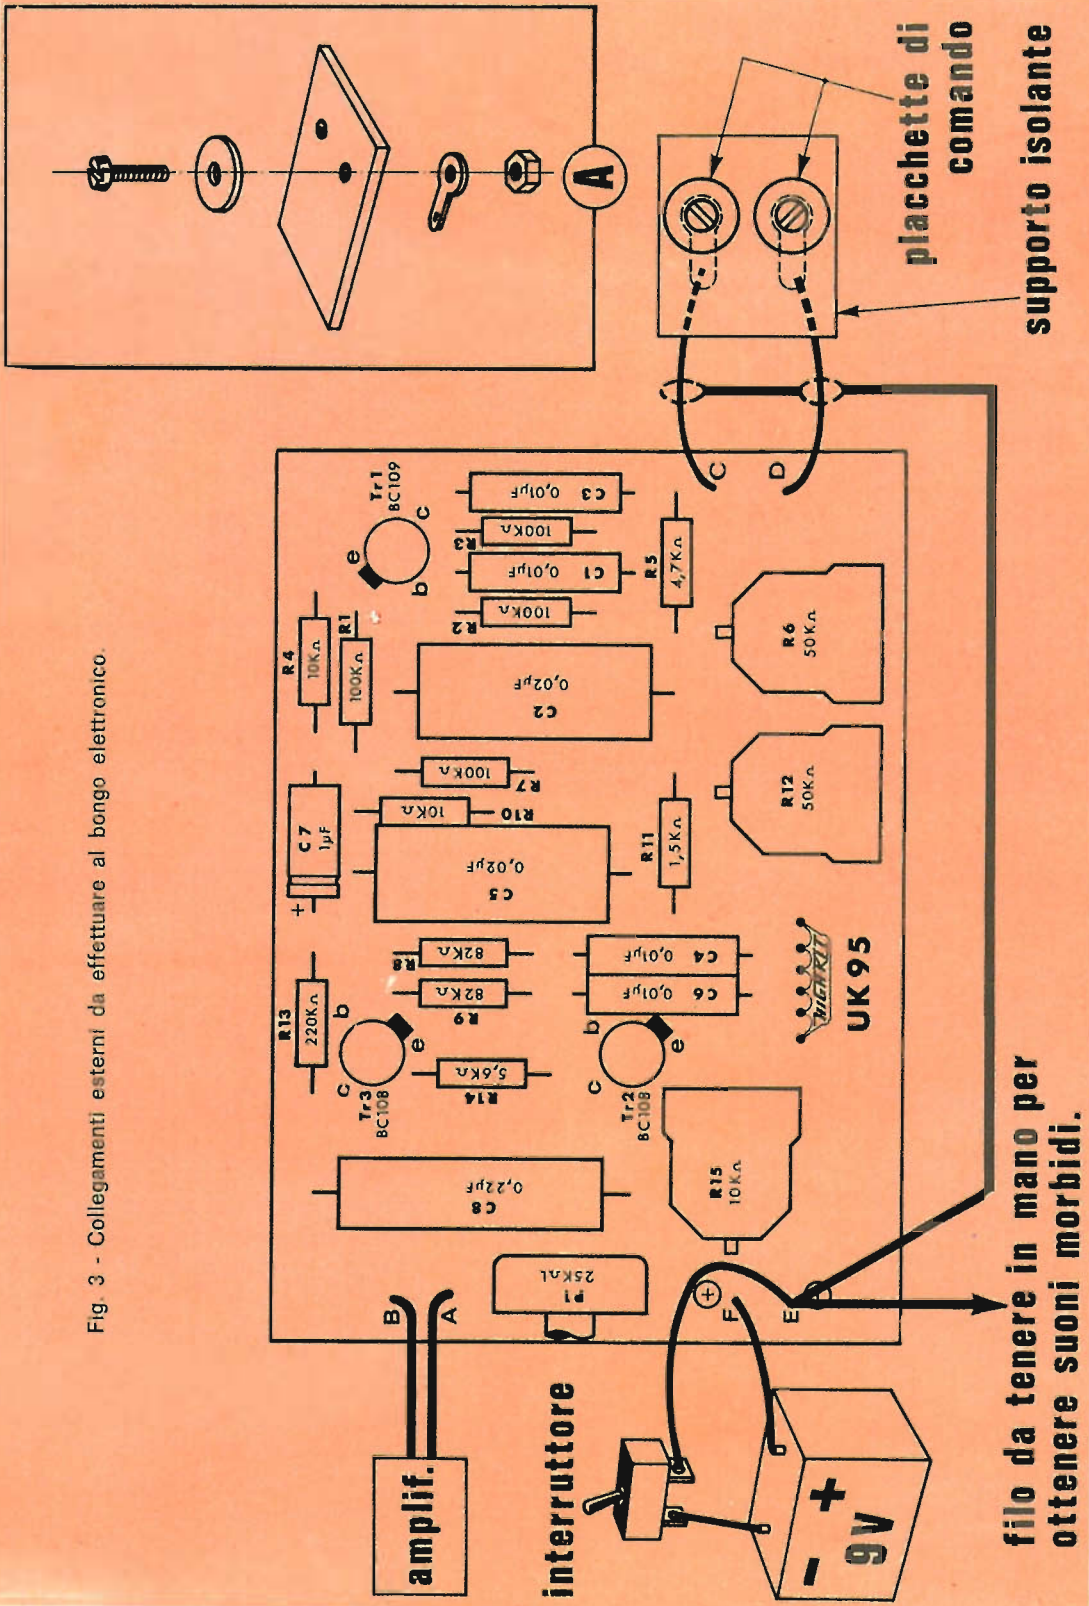 Fig. 3 - Collegamenti esterni da effettuare al bongo elettronico.
A
amplif.
B
A
interruttore
- +
9V
P1
25KΩL
C8
0,22µF
R13
220KΩ
c
b
e
Tr3
BC108
R14
5,6KΩ
R9
82KΩ
R8
82KΩ
+
C7
1µF
C5
0,02µF
R10
10KΩ
R7
100KΩ
R4
10KΩ
R1
100KΩ
C2
0,02µF
e
b
c
Tr1
BC109
R2
100KΩ
C1
0,01µF
R3
100KΩ
C3
0,01µF
c
b
e
Tr2
BC108
C6
0,01µF
C4
0,01µF
R11
1,5KΩ
R5
4,7KΩ
R15
10KΩ
HIGH KIT
UK95
R12
50KΩ
R6
50KΩ
+
F
E
C
D
placchette di
comando
supporto isolante
filo da tenere in mano per
ottenere suoni morbidi.